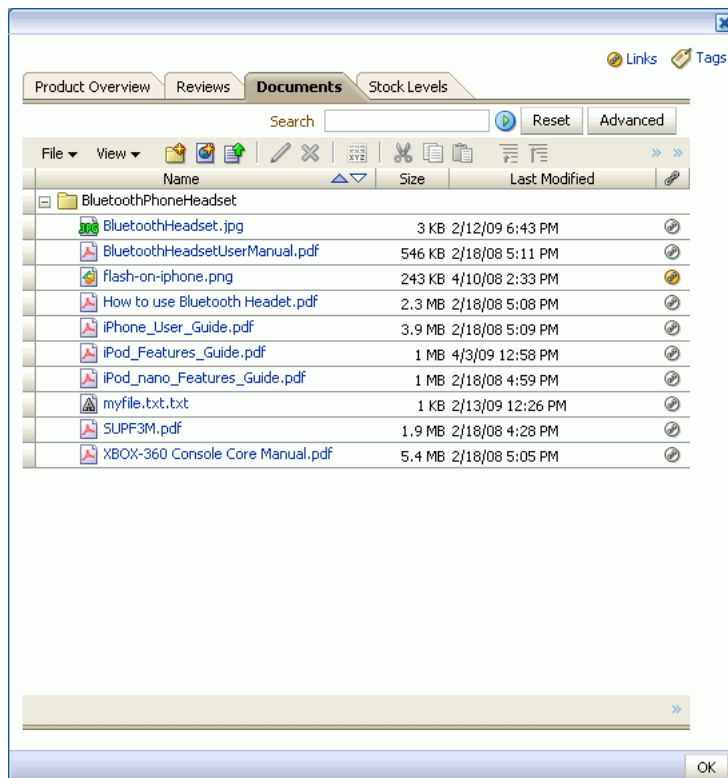 Links Tags
Product Overview Reviews Documents Stock Levels
Search Reset Advanced
File View
Name Size Last Modified
BluetoothPhoneHeadset
JPG BluetoothHeadset.jpg 3 KB 2/12/09 6:43 PM
BluetoothHeadsetUserManual.pdf 546 KB 2/18/08 5:11 PM
flash-on-iphone.png 243 KB 4/10/08 2:33 PM
How to use Bluetooth Headet.pdf 2.3 MB 2/18/08 5:08 PM
iPhone_User_Guide.pdf 3.9 MB 2/18/08 5:09 PM
iPod_Features_Guide.pdf 1 MB 4/3/09 12:58 PM
iPod_nano_Features_Guide.pdf 1 MB 2/18/08 4:59 PM
myfile.txt.txt 1 KB 2/13/09 12:26 PM
SUPF3M.pdf 1.9 MB 2/18/08 4:28 PM
XBOX-360 Console Core Manual.pdf 5.4 MB 2/18/08 5:05 PM
OK